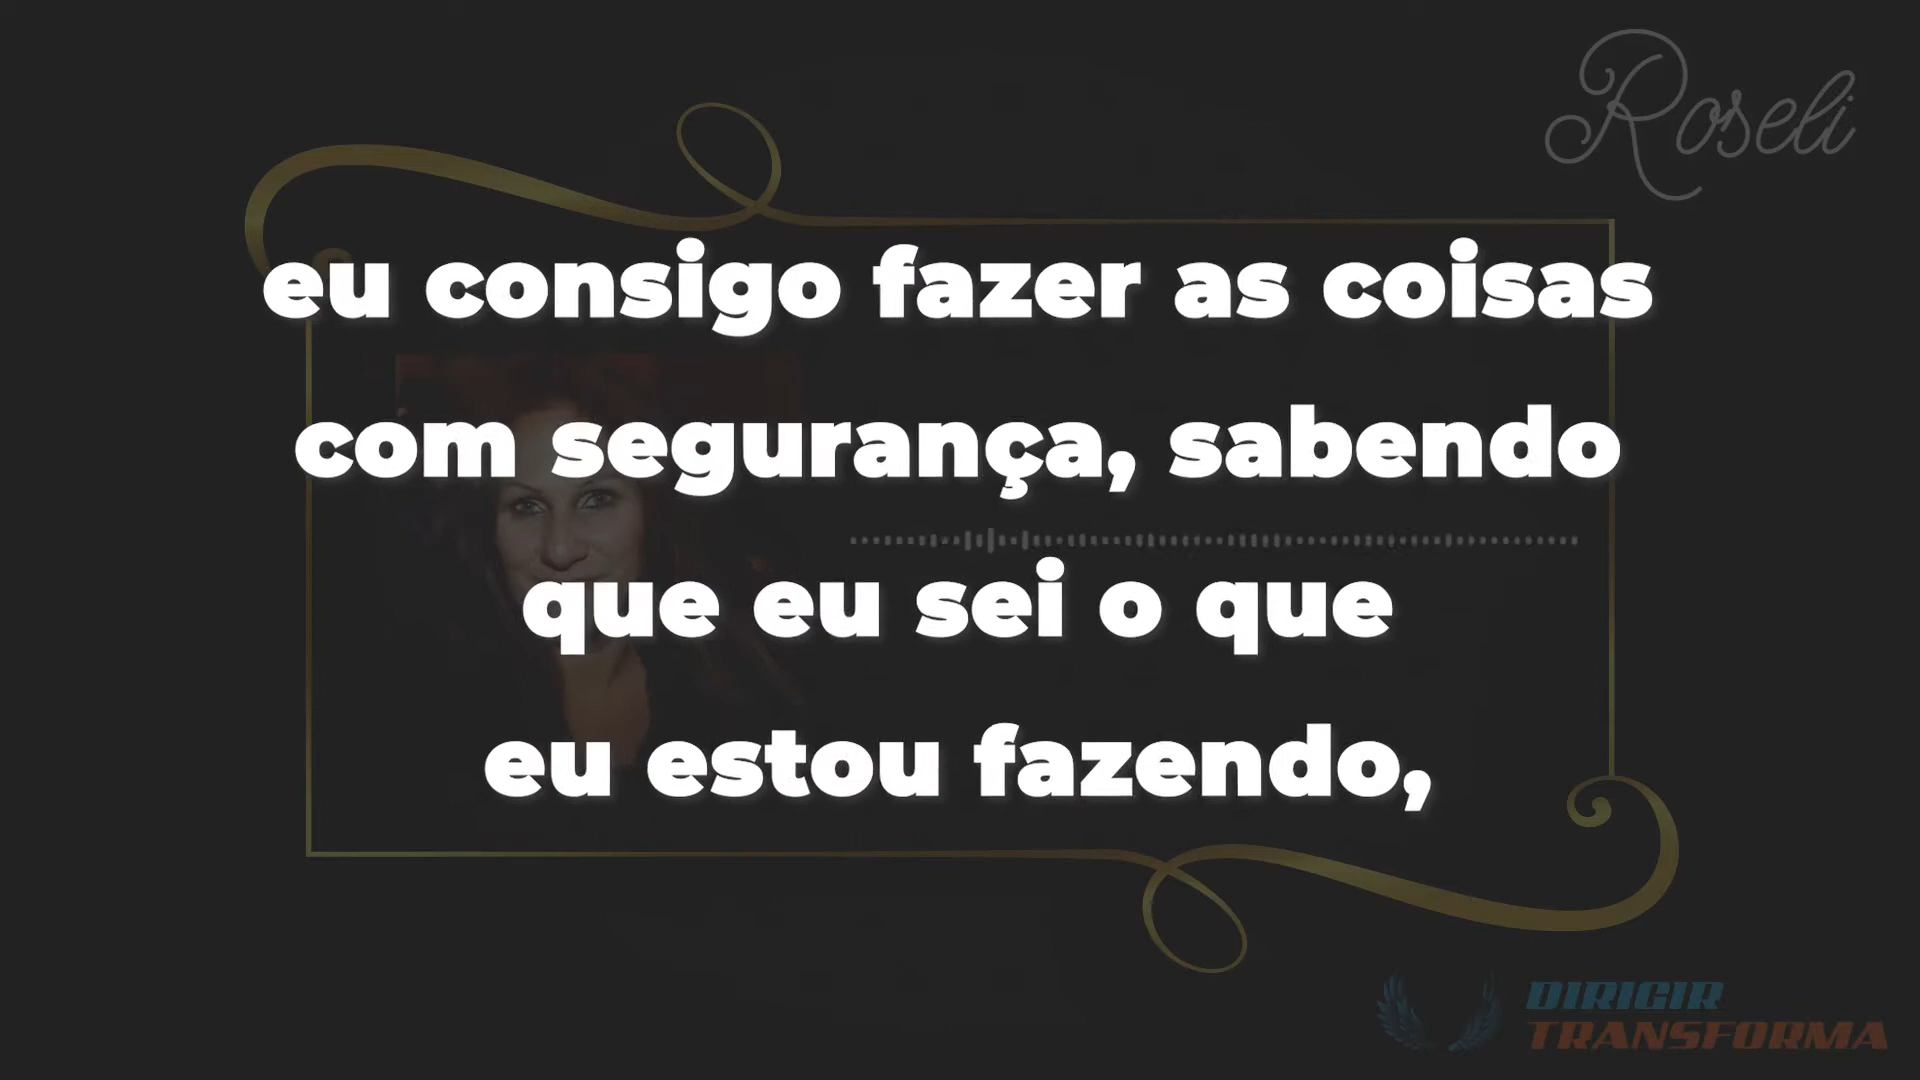 Roseli
eu consigo fazer as coisas
com segurança, sabendo
que eu sei o que
eu estou fazendo,
DIRIGIR
TRANSFORMA